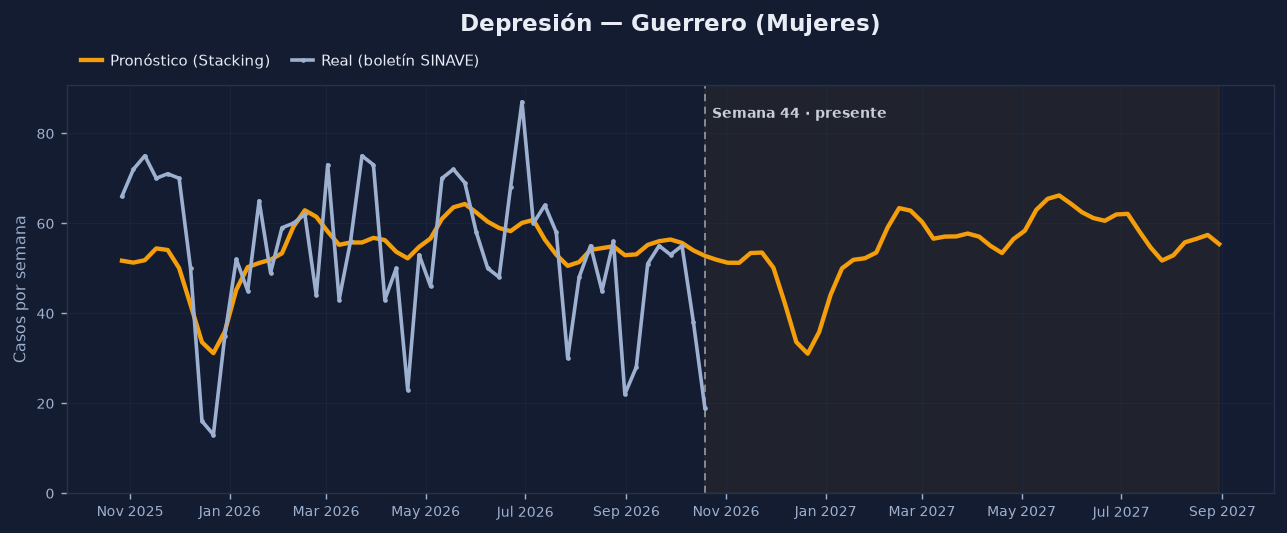 Depresión — Guerrero (Mujeres)
Pronóstico (Stacking)
Real (boletín SINAVE)
Semana 44 · presente
Casos por semana
80
60
40
20
0
Nov 2025
Jan 2026
Mar 2026
May 2026
Jul 2026
Sep 2026
Nov 2026
Jan 2027
Mar 2027
May 2027
Jul 2027
Sep 2027